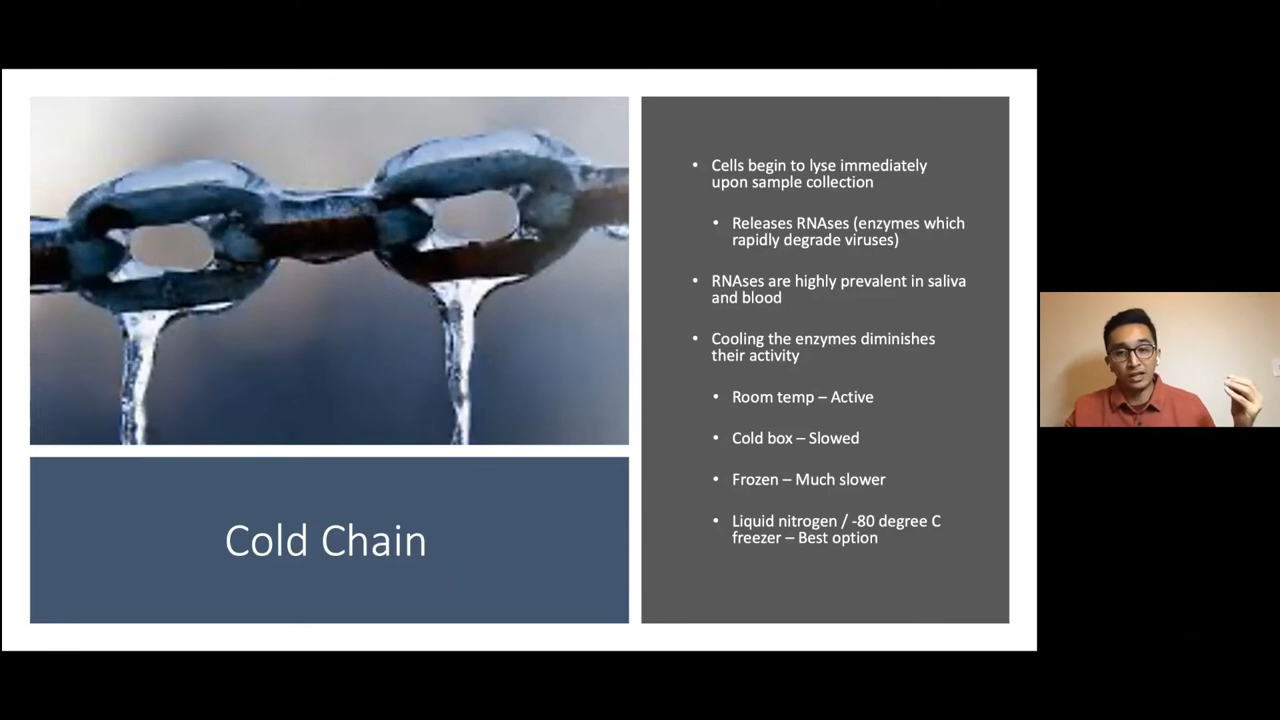 Cold Chain
• Cells begin to lyse immediately
upon sample collection
• Releases RNAses (enzymes which
rapidly degrade viruses)
• RNAses are highly prevalent in saliva
and blood
• Cooling the enzymes diminishes
their activity
• Room temp – Active
• Cold box – Slowed
• Frozen – Much slower
• Liquid nitrogen / -80 degree C
freezer – Best option